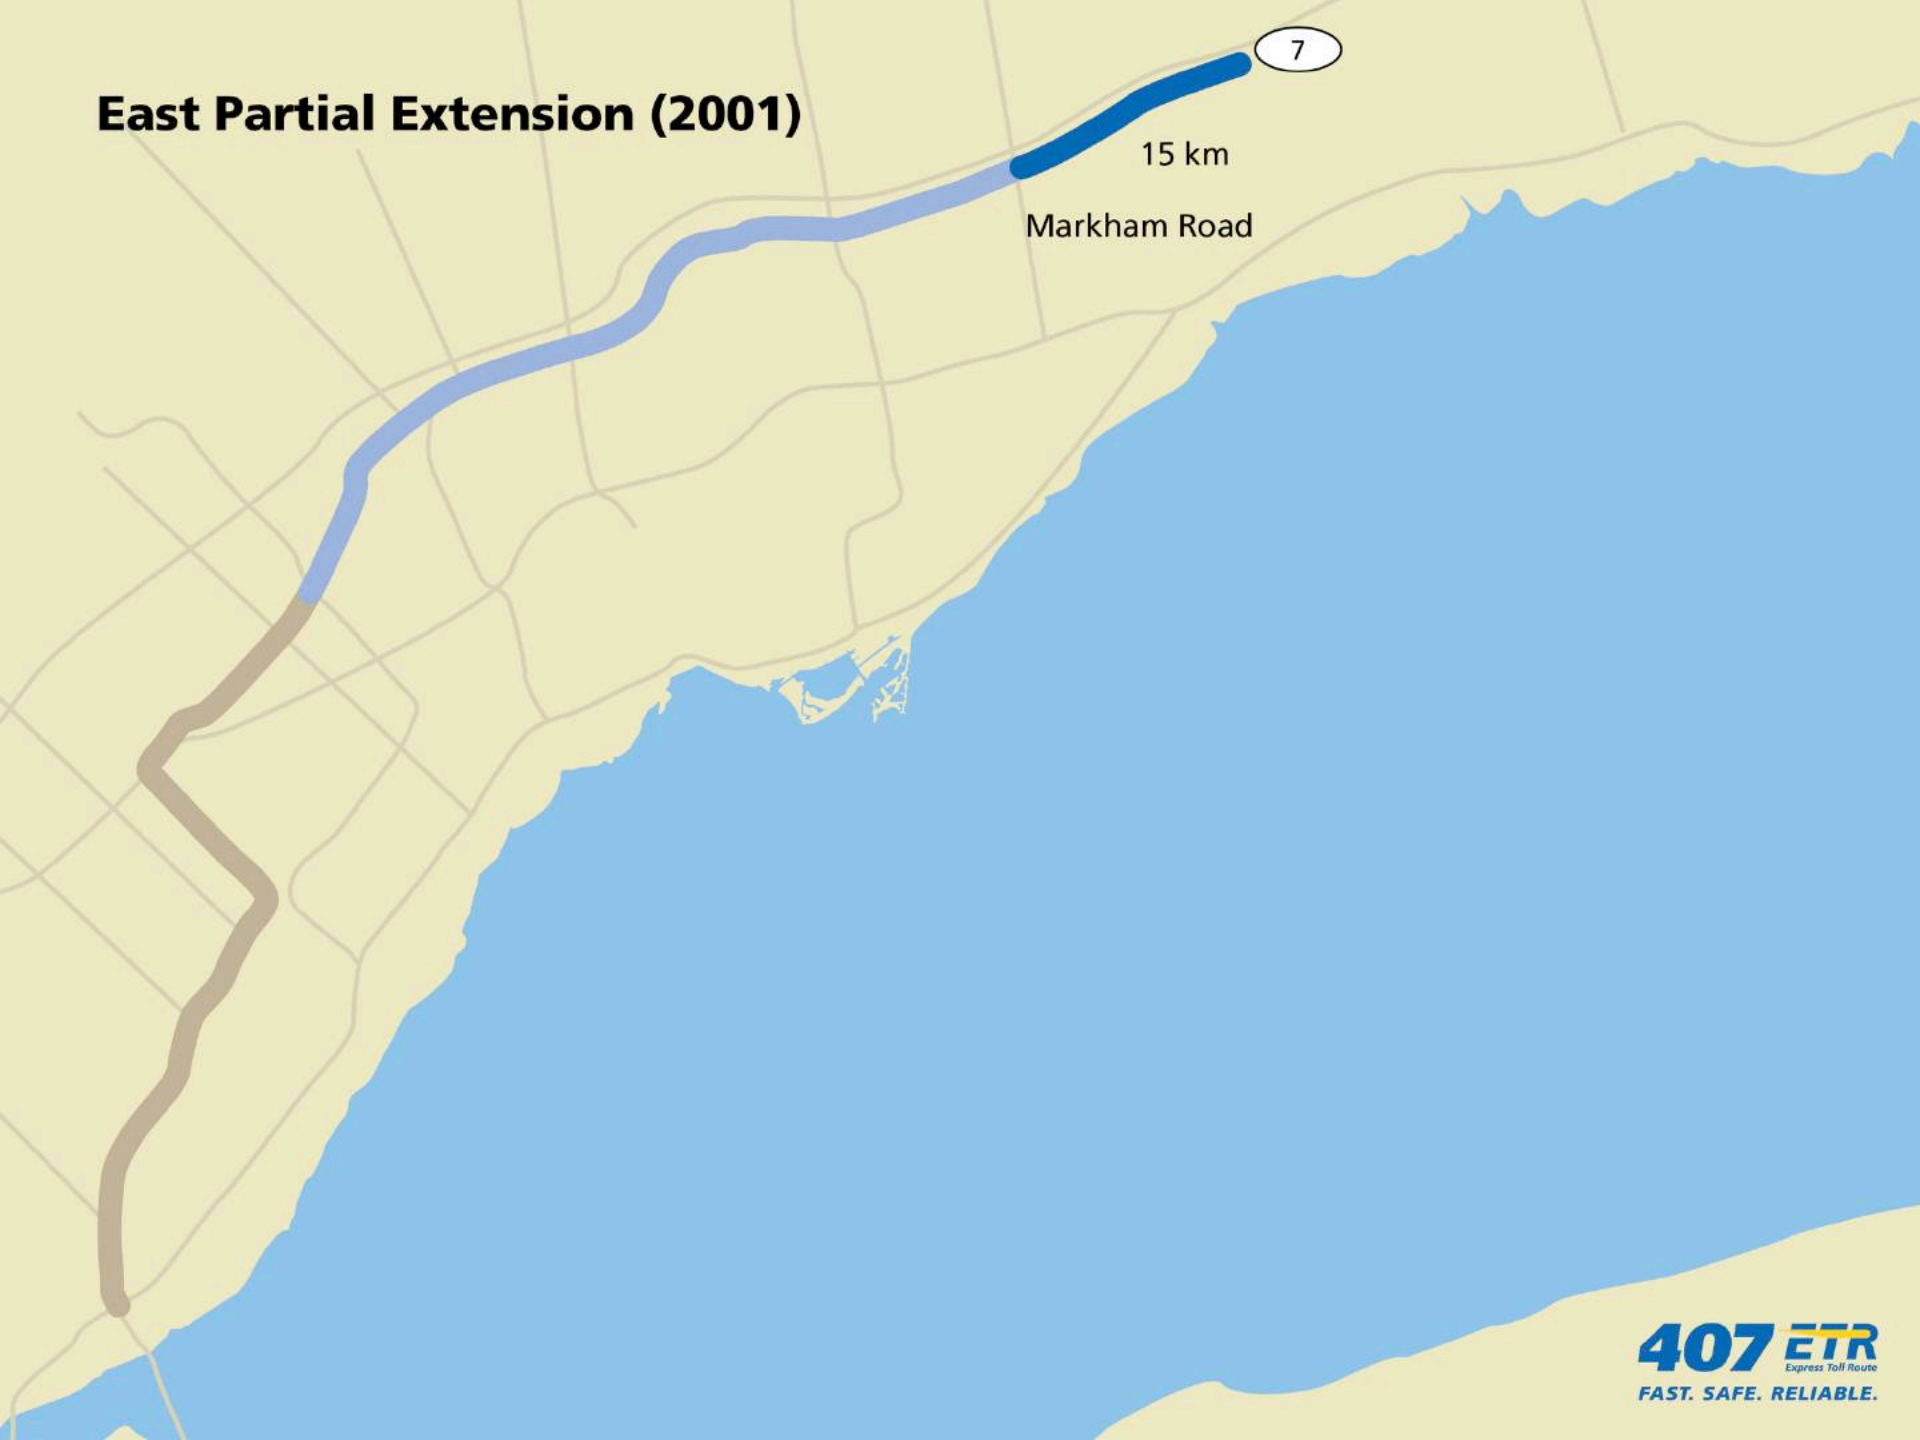 East Partial Extension (2001)
7
15 km
Markham Road
407 ETR
Express Toll Route
FAST. SAFE. RELIABLE.